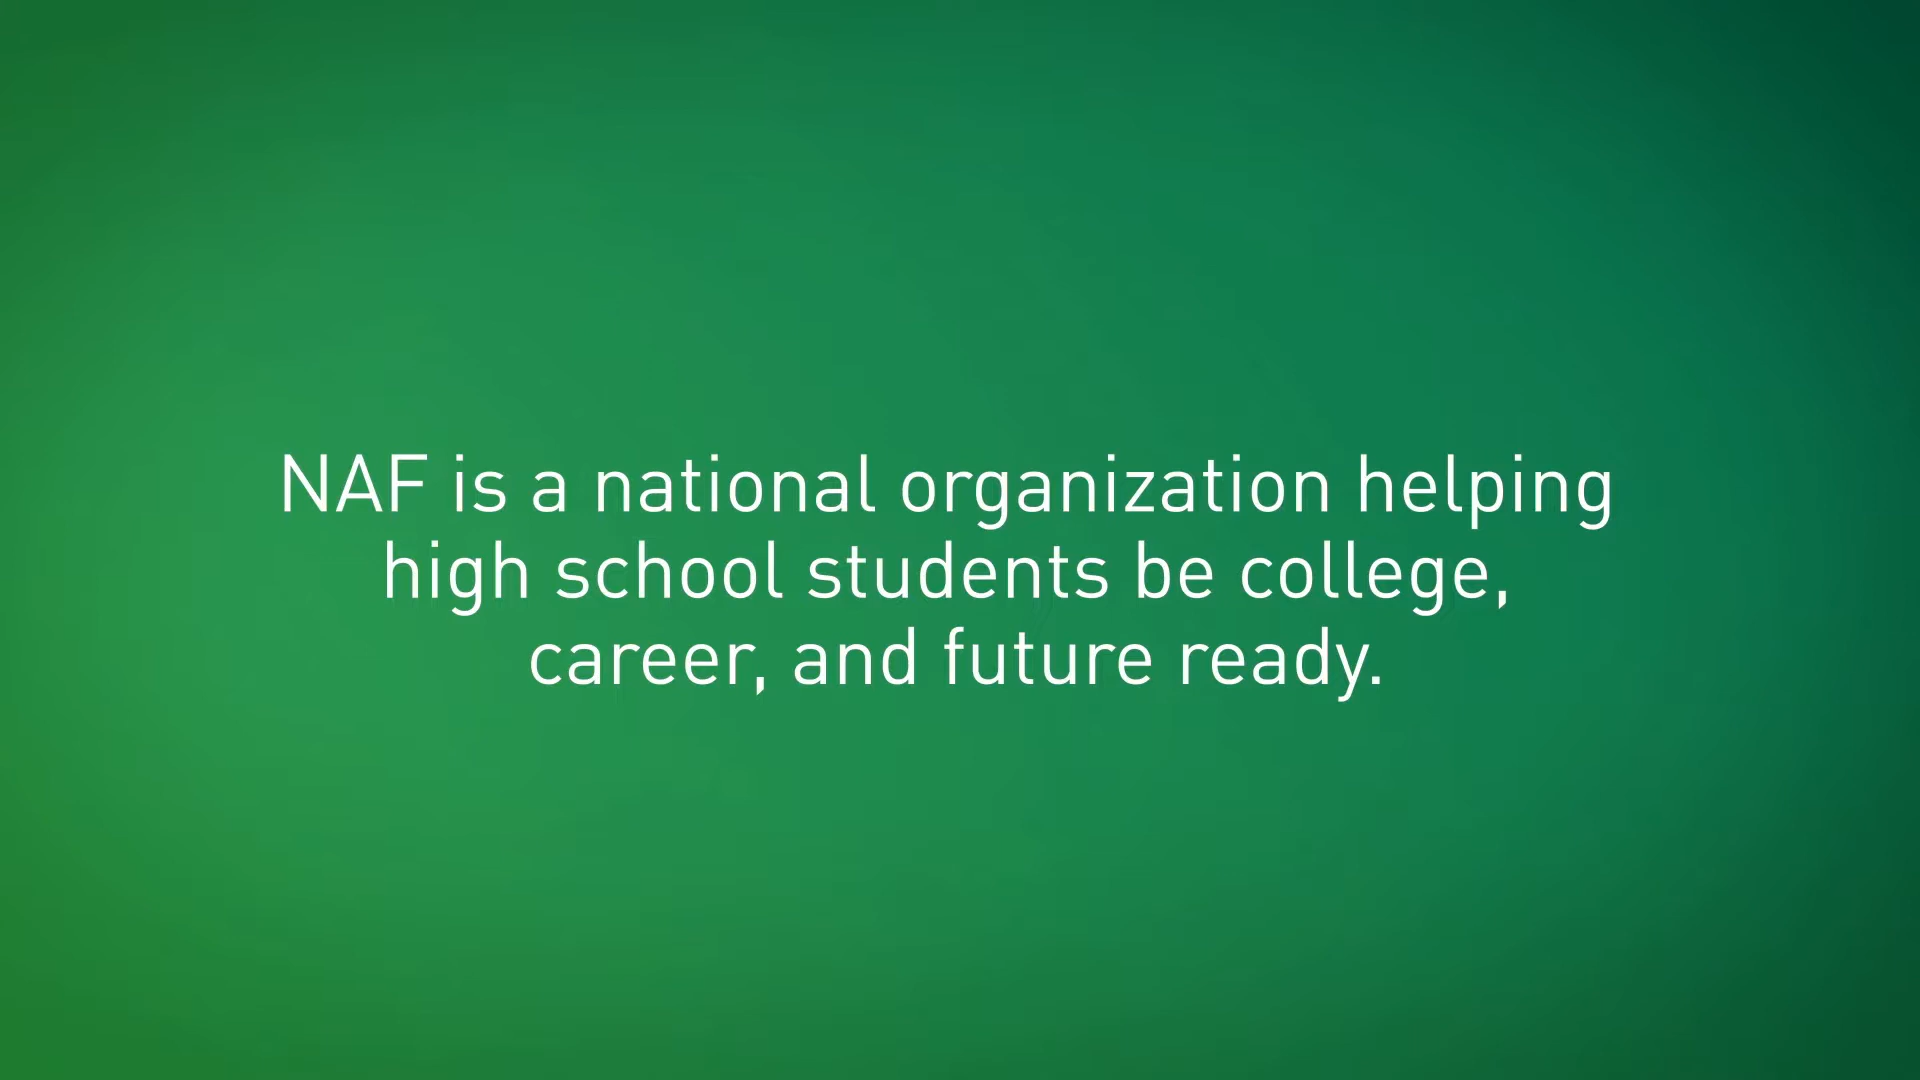 NAF is a national organization helping
high school students be college,
career, and future ready.